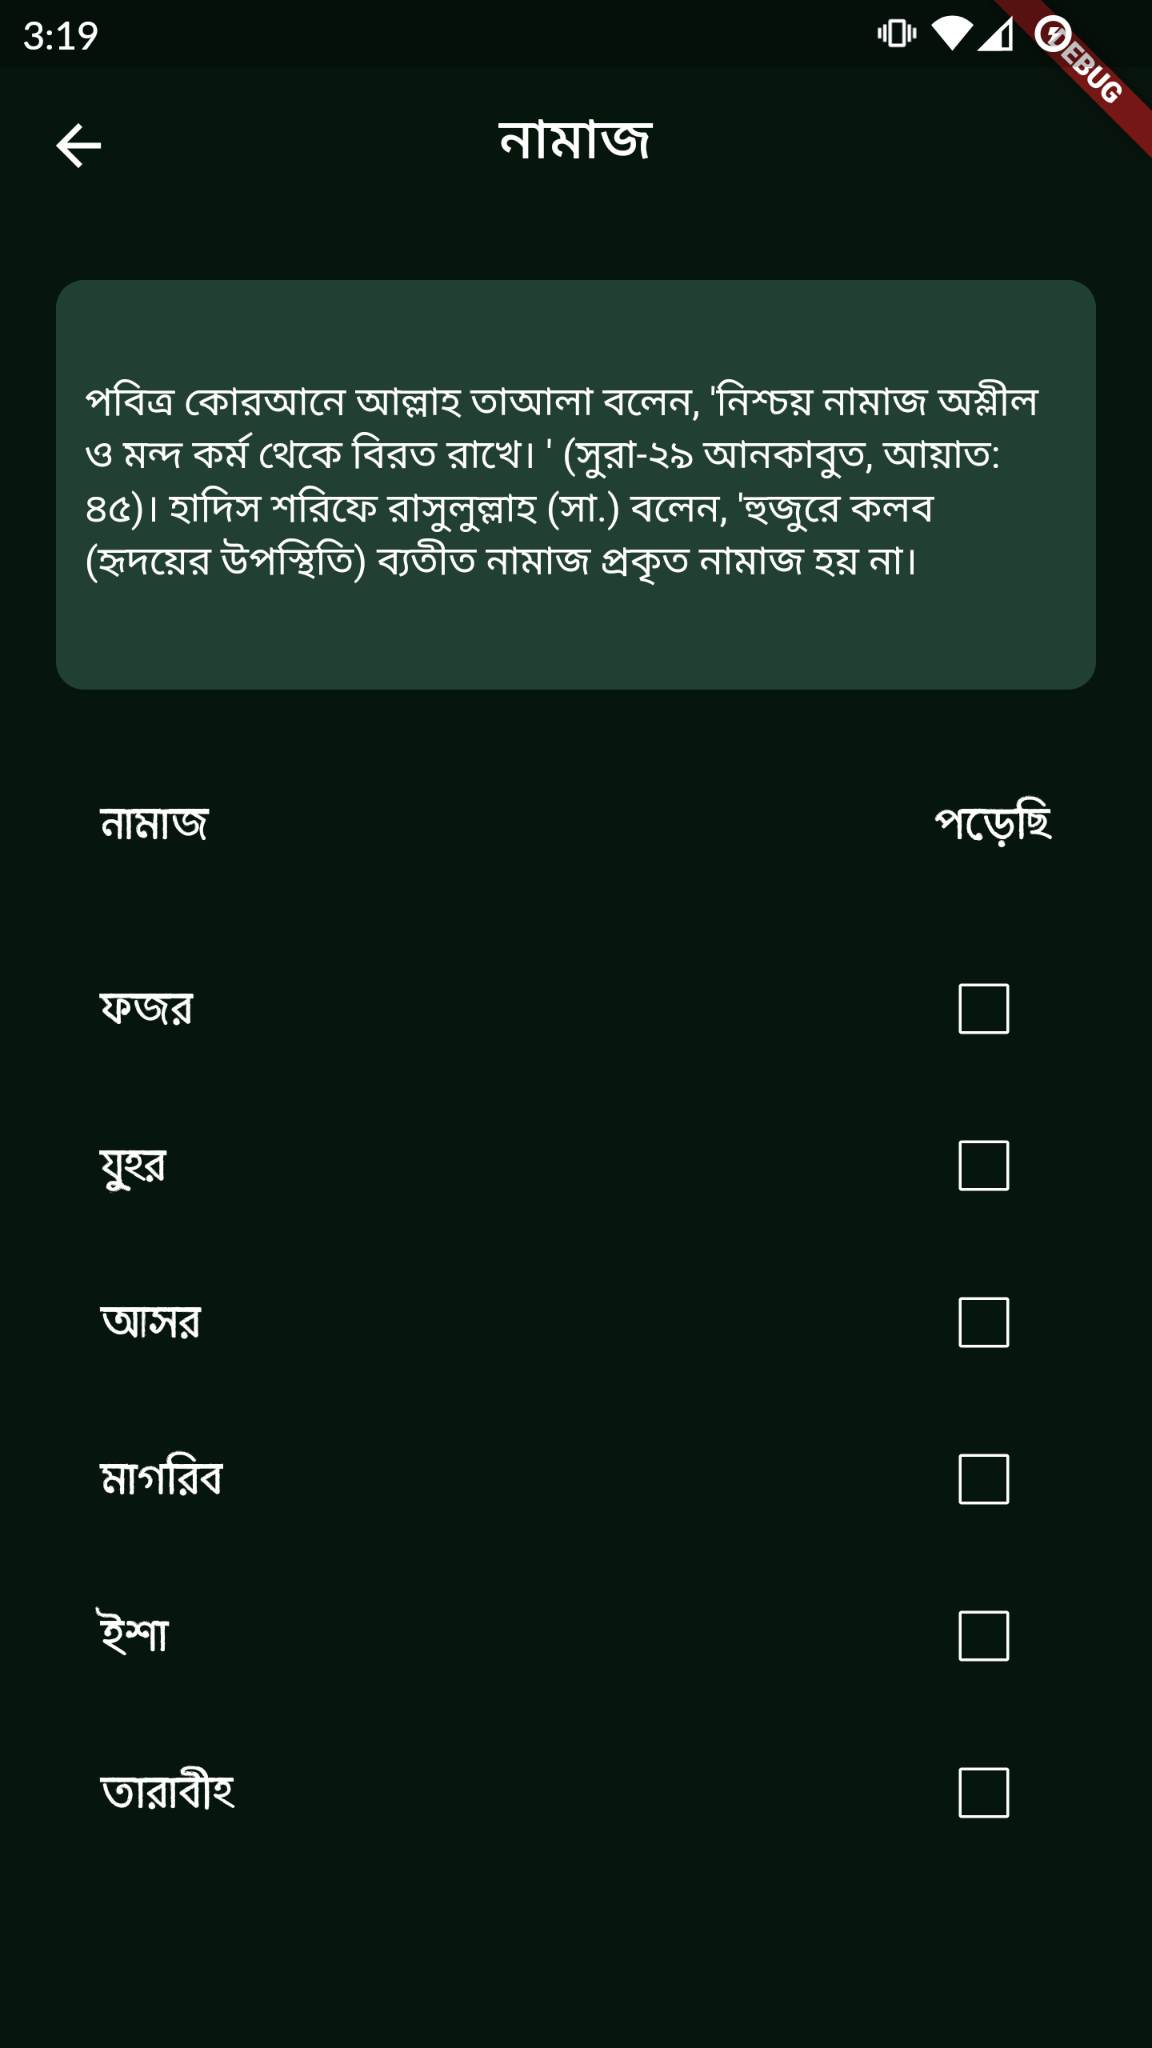 3:19
DEBUG
নামাজ
পবিত্র কোরআনে আল্লাহ তাআলা বলেন, 'নিশ্চয় নামাজ অশ্লীল
ও মন্দ কর্ম থেকে বিরত রাখে। ' (সুরা-২৯ আনকাবুত, আয়াত:
৪৫)। হাদিস শরিফে রাসুলুল্লাহ (সা.) বলেন, 'হুজুরে কলব
(হৃদয়ের উপস্থিতি) ব্যতীত নামাজ প্রকৃত নামাজ হয় না।
নামাজ পড়েছি
ফজর
যুহর
আসর
মাগরিব
ইশা
তারাবীহ